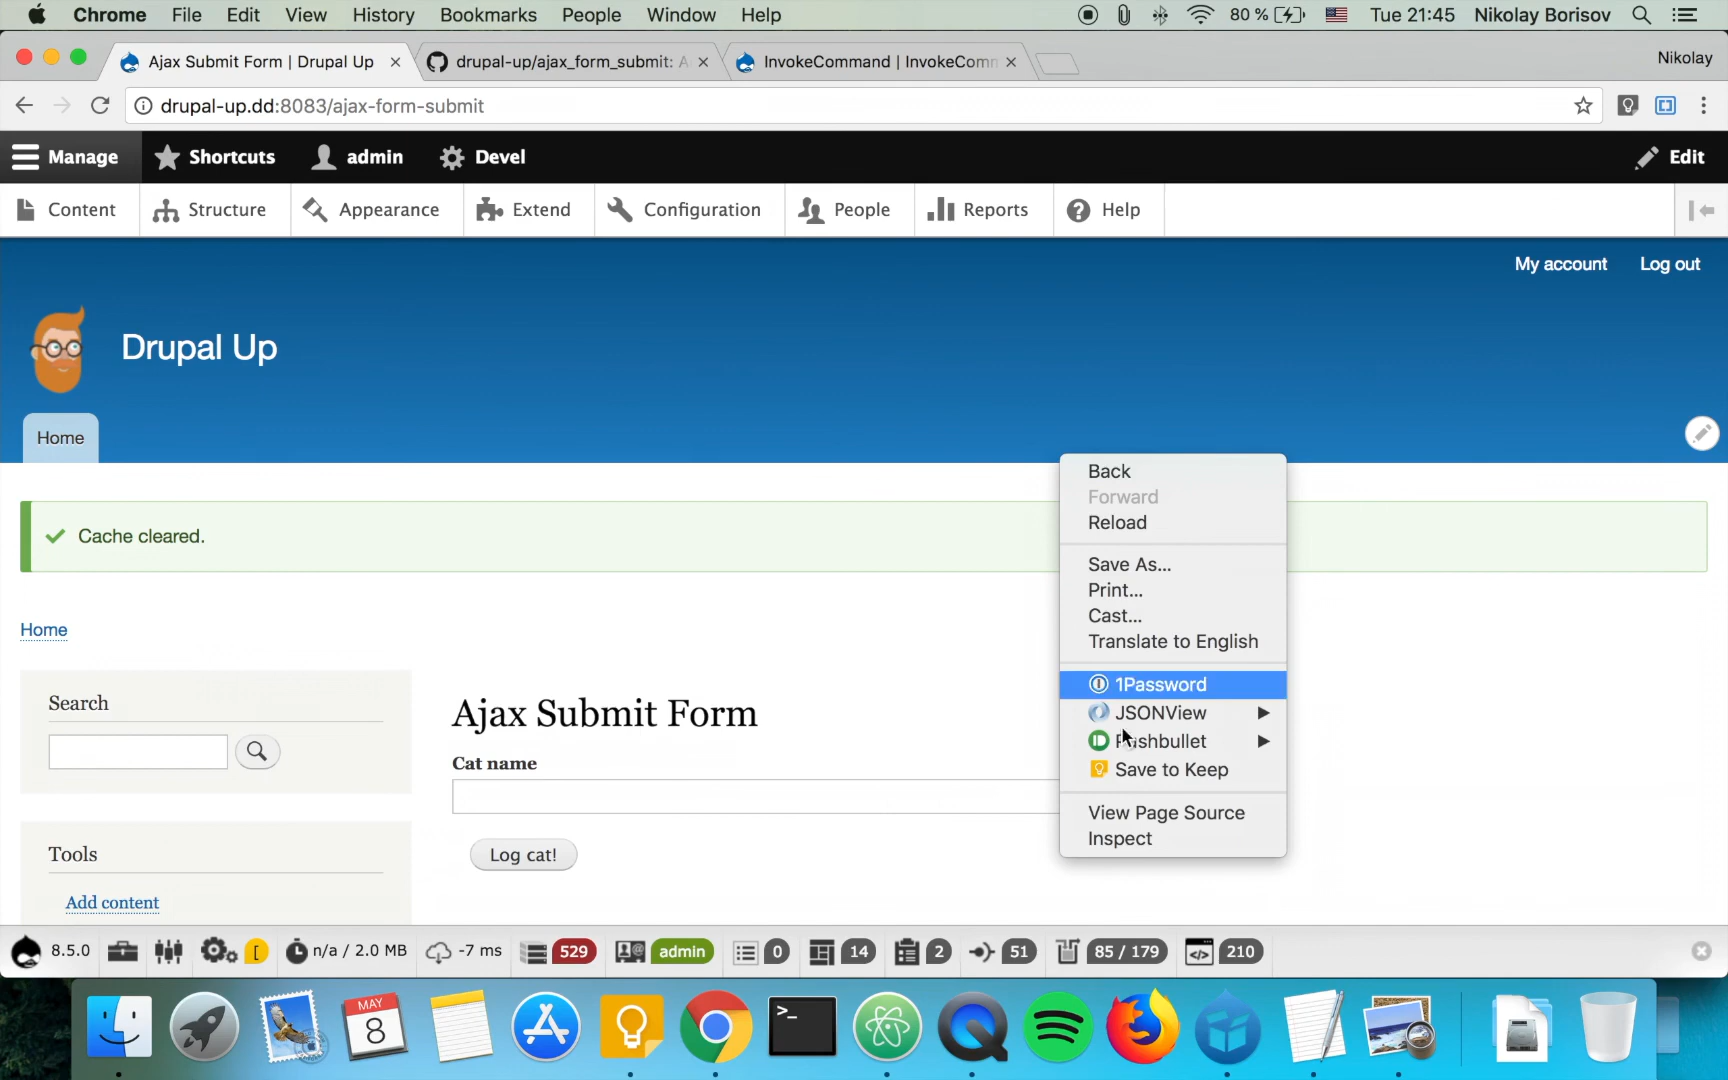 Chrome File Edit View History Bookmarks People Window Help 80 % Tue 21:45 Nikolay Borisov
Ajax Submit Form | Drupal Up drupal-up/ajax_form_submit: A InvokeCommand | InvokeComm Nikolay
drupal-up.dd:8083/ajax-form-submit
Manage Shortcuts admin Devel Edit
Content Structure Appearance Extend Configuration People Reports Help
My account Log out
Drupal Up
Home
Back
Forward
Reload
Cache cleared.
Save As...
Print...
Cast...
Translate to English
Home
1Password
Search
JSONView
Ajax Submit Form
Save to Keep
Cat name
View Page Source
Inspect
Log cat!
Tools
Add content
8.5.0 n/a / 2.0 MB -7 ms 529 admin 0 14 2 51 85 / 179 210
MAY
8